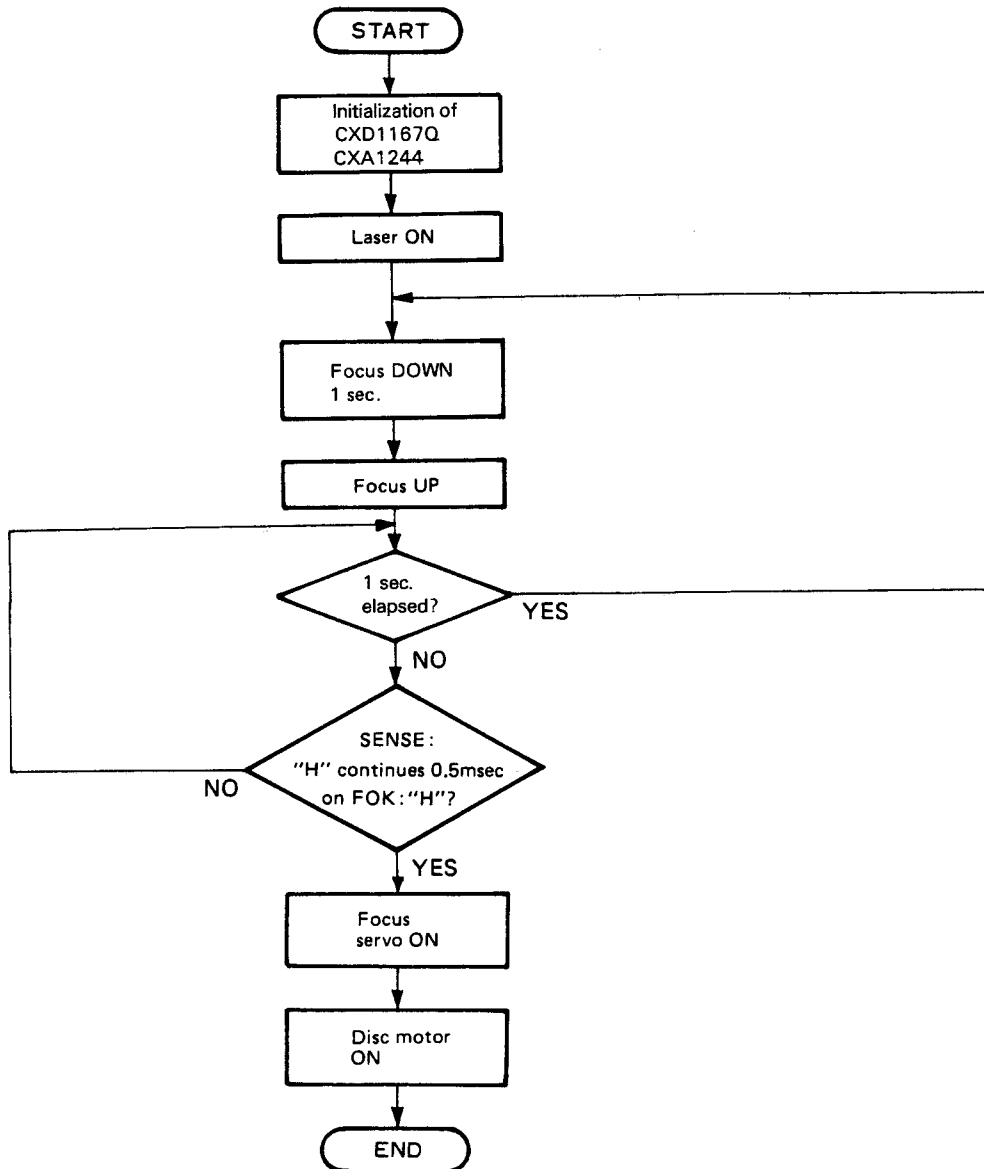 START
Initialization of
CXD1167Q
CXA1244
Laser ON
Focus DOWN
1 sec.
Focus UP
1 sec.
elapsed?
YES
NO
SENSE:
"H" continues 0.5msec
on FOK: "H"?
NO
YES
Focus
servo ON
Disc motor
ON
END